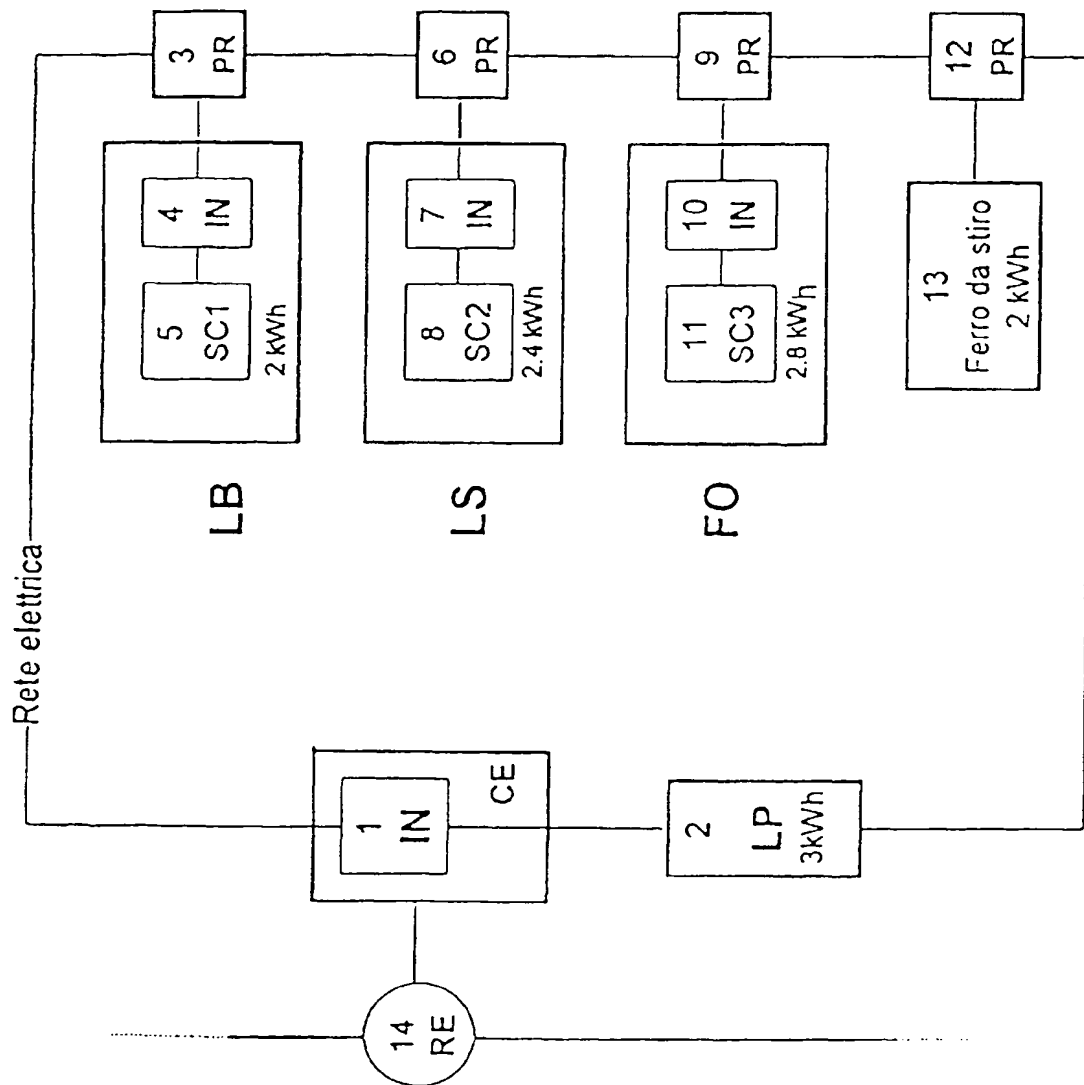 Rete elettrica
3
PR
4
IN
5
SC1
2 kWh
LB
6
PR
7
IN
8
SC2
2.4 kWh
LS
9
PR
10
IN
11
SC3
2.8 kWh
FO
12
PR
13
Ferro da stiro
2 kWh
1
IN
CE
2
LP
3kWh
14
RE